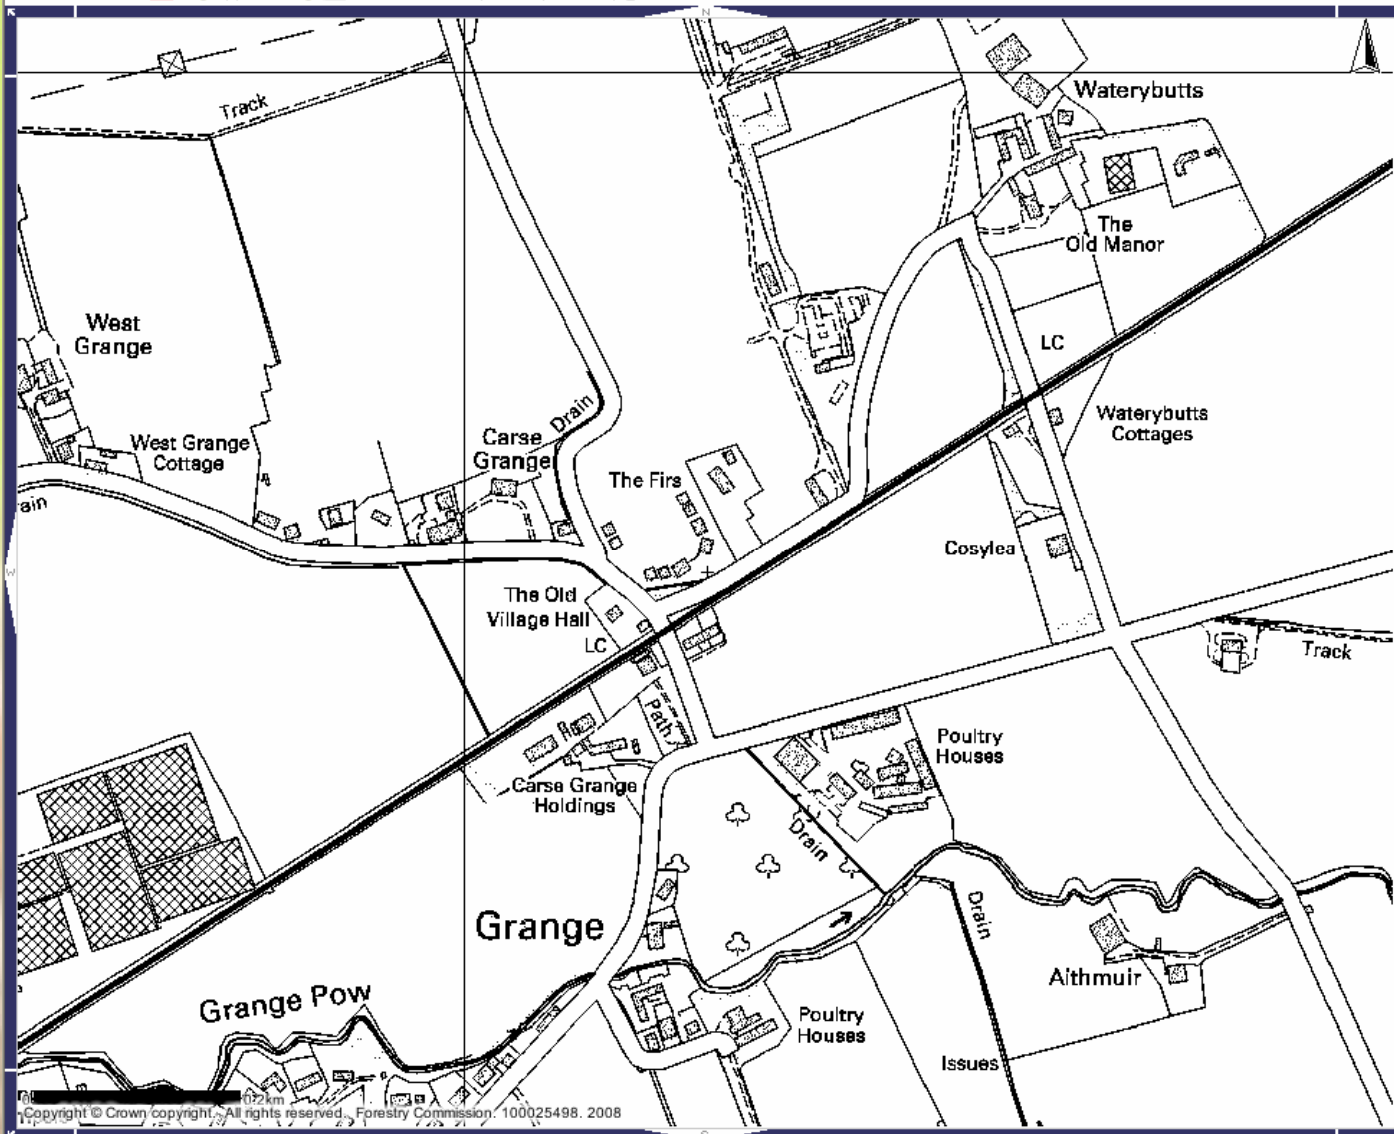 N
Track
Waterybutts
The
Old Manor
West
Grange
LC
Waterybutts
Cottages
West Grange
Cottage
Carse
Grange
Drain
The Firs
ain
Cosylea
The Old
Village Hall
LC
Track
W
Path
Poultry
Houses
Carse Grange
Holdings
Drain
Grange
Drain
Aithmuir
Grange Pow
Poultry
Houses
Issues
0.2km
Copyright © Crown copyright. All rights reserved. Forestry Commission. 100025498. 2008